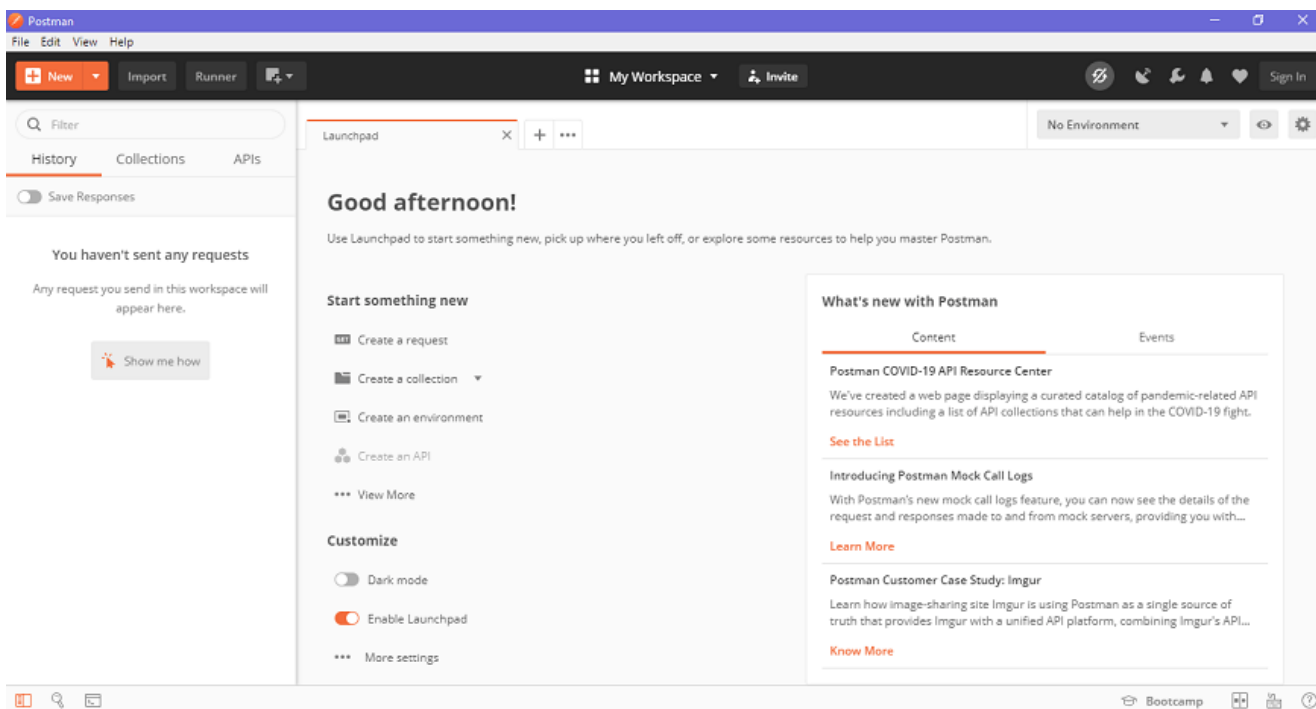 Postman
File Edit View Help
New Import Runner My Workspace Invite Sign In
Filter
History Collections APIs
Save Responses
You haven't sent any requests
Any request you send in this workspace will
appear here.
Show me how
Launchpad
No Environment
Good afternoon!
Use Launchpad to start something new, pick up where you left off, or explore some resources to help you master Postman.
Start something new
Create a request
Create a collection
Create an environment
Create an API
View More
Customize
Dark mode
Enable Launchpad
More settings
What's new with Postman
Content Events
Postman COVID-19 API Resource Center
We've created a web page displaying a curated catalog of pandemic-related API
resources including a list of API collections that can help in the COVID-19 fight.
See the List
Introducing Postman Mock Call Logs
With Postman's new mock call logs feature, you can now see the details of the
request and responses made to and from mock servers, providing you with...
Learn More
Postman Customer Case Study: Imgur
Learn how image-sharing site Imgur is using Postman as a single source of
truth that provides Imgur with a unified API platform, combining Imgur's API...
Know More
Bootcamp